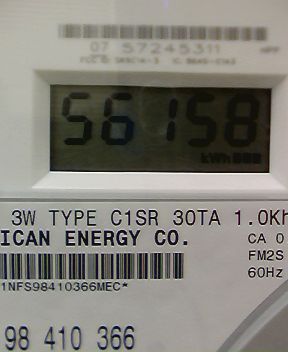 07 57245311
56158
kWh
3W TYPE C1SR 30TA 1.0Kh
ICAN ENERGY CO.
CA 0
FM2S
60Hz
1NFS98410366MEC*
98 410 366